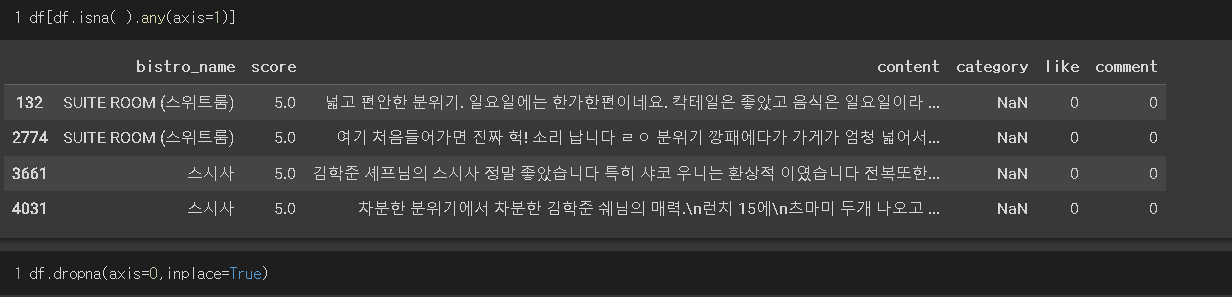 1 df[df.isna( ).any(axis=1)]
bistro_name score content category like comment
132 SUITE ROOM (스위트룸) 5.0 넓고 편안한 분위기. 일요일에는 한가한편이네요. 칵테일은 좋았고 음식은 일요일이라 ... NaN 0 0
2774 SUITE ROOM (스위트룸) 5.0 여기 처음들어가면 진짜 헉! 소리 납니다 ㄹㅇ 분위기 깡패에다가 가게가 엄청 넓어서... NaN 0 0
3661 스시사 5.0 김학준 셰프님의 스시사 정말 좋았습니다 특히 샤코 우니는 환상적 이였습니다 전복또한... NaN 0 0
4031 스시사 5.0 차분한 분위기에서 차분한 김학준 쉐님의 매력.\n런치 15에\n츠마미 두개 나오고 ... NaN 0 0
1 df.dropna(axis=0,inplace=True)